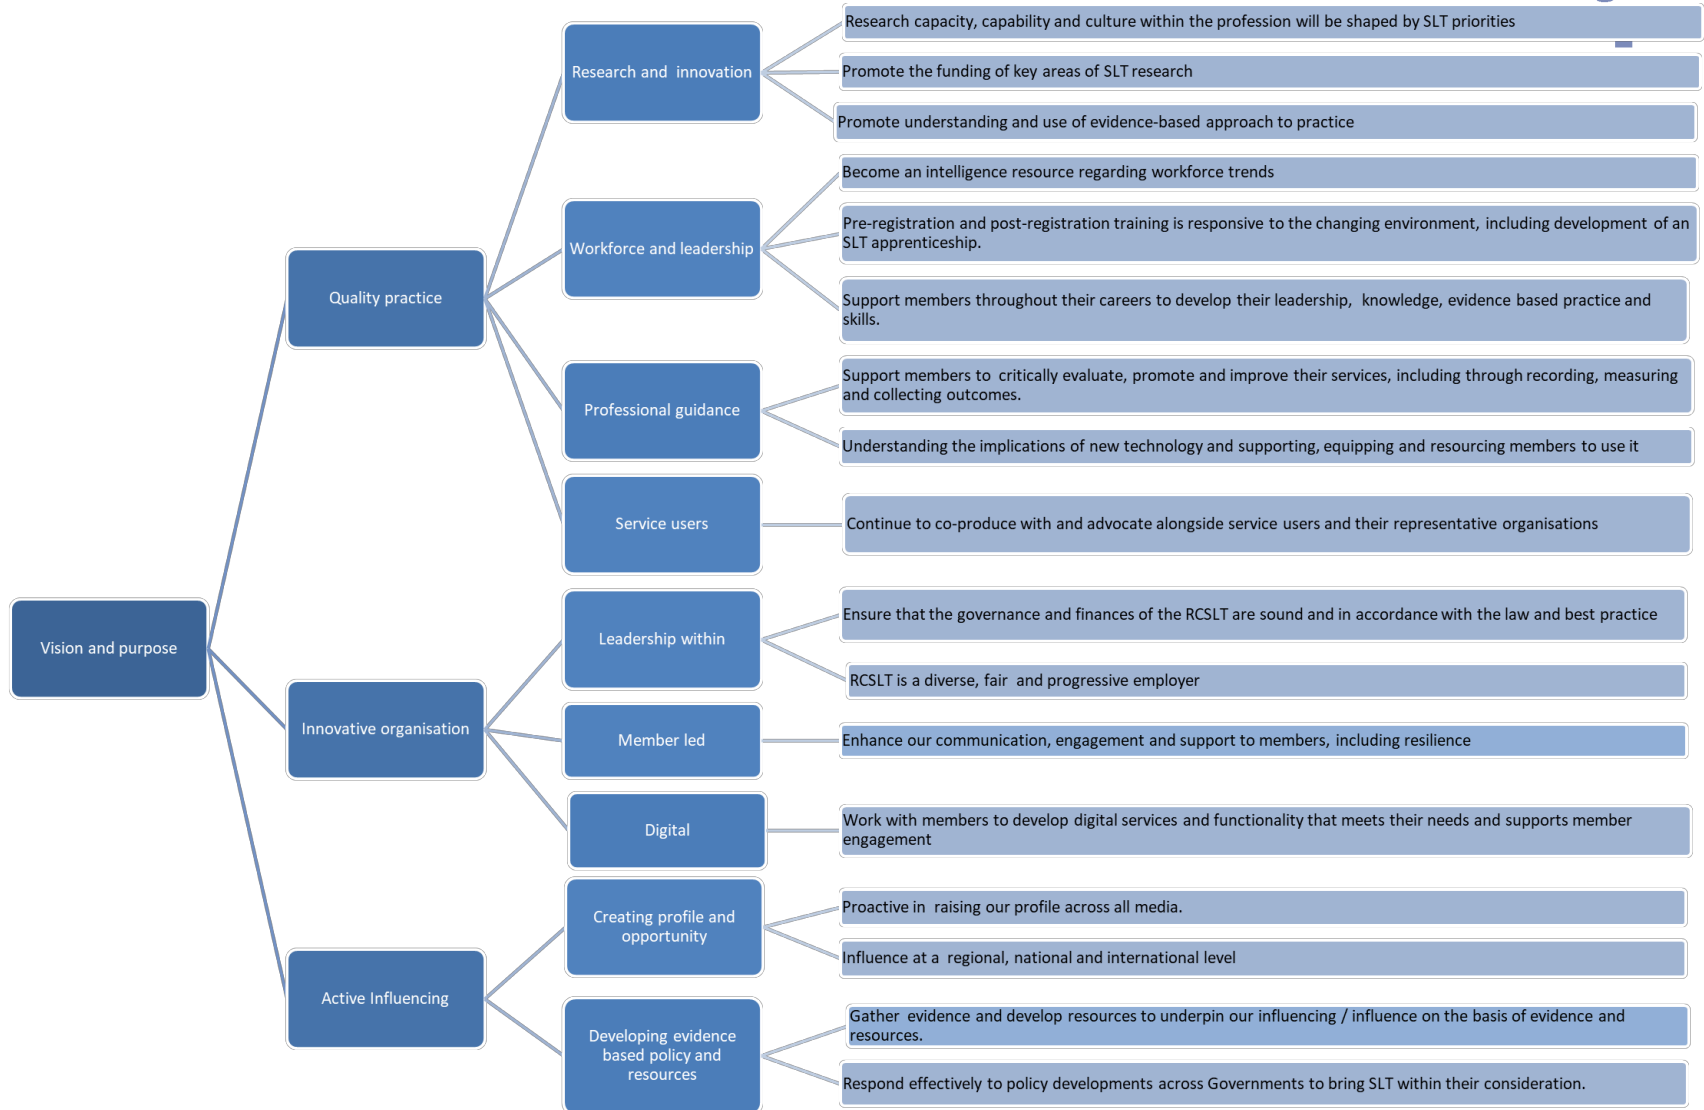 Vision and purpose
Quality practice
Research and innovation
Research capacity, capability and culture within the profession will be shaped by SLT priorities
Promote the funding of key areas of SLT research
Promote understanding and use of evidence-based approach to practice
Workforce and leadership
Become an intelligence resource regarding workforce trends
Pre-registration and post-registration training is responsive to the changing environment, including development of an
SLT apprenticeship.
Support members throughout their careers to develop their leadership, knowledge, evidence based practice and
skills.
Professional guidance
Support members to critically evaluate, promote and improve their services, including through recording, measuring
and collecting outcomes.
Understanding the implications of new technology and supporting, equipping and resourcing members to use it
Service users
Continue to co-produce with and advocate alongside service users and their representative organisations
Innovative organisation
Leadership within
Ensure that the governance and finances of the RCSLT are sound and in accordance with the law and best practice
RCSLT is a diverse, fair and progressive employer
Member led
Enhance our communication, engagement and support to members, including resilience
Digital
Work with members to develop digital services and functionality that meets their needs and supports member
engagement
Active Influencing
Creating profile and
opportunity
Proactive in raising our profile across all media.
Influence at a regional, national and international level
Developing evidence
based policy and
resources
Gather evidence and develop resources to underpin our influencing / influence on the basis of evidence and
resources.
Respond effectively to policy developments across Governments to bring SLT within their consideration.